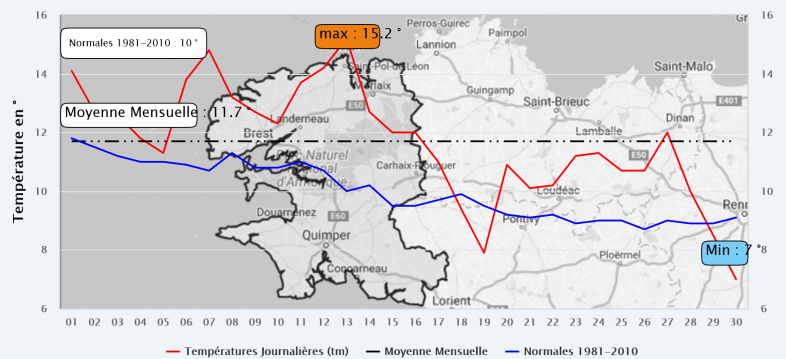 16
14
12
10
8
6
Température en °
Normales 1981-2010 : 10 °
max : 15.2 °
Moyenne Mensuelle : 11.7 °
Min : 7 °
Perros-Guirec
Lannion
Paimpol
Saint-Pol-de-Léon
Morlaix
Guingamp
Saint-Malo
E50
Landerneau
Saint-Brieuc
E401
Brest
Lamballe
Dinan
Naturel
Carhaix-Plouguer
E50
d'Armorique
Loudéac
Douarnenez
E60
Pontivy
Renn
Quimper
Ploërmel
Concarneau
Lorient
16
14
12
10
8
6
01 02 03 04 05 06 07 08 09 10 11 12 13 14 15 16 17 18 19 20 21 22 23 24 25 26 27 28 29 30
Températures Journalières (tm) Moyenne Mensuelle Normales 1981-2010